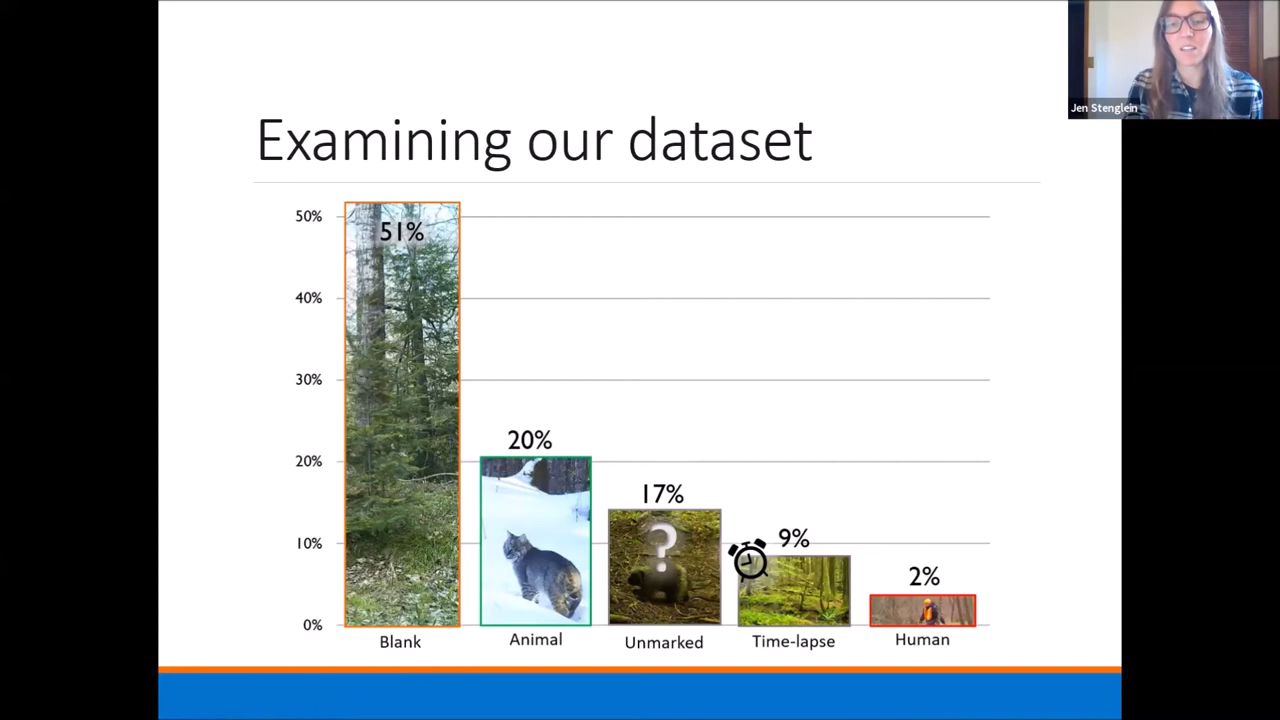 Jen Stenglein
Examining our dataset
50%
40%
30%
20%
10%
0%
51%
20%
17%
9%
2%
?
Blank
Animal
Unmarked
Time-lapse
Human